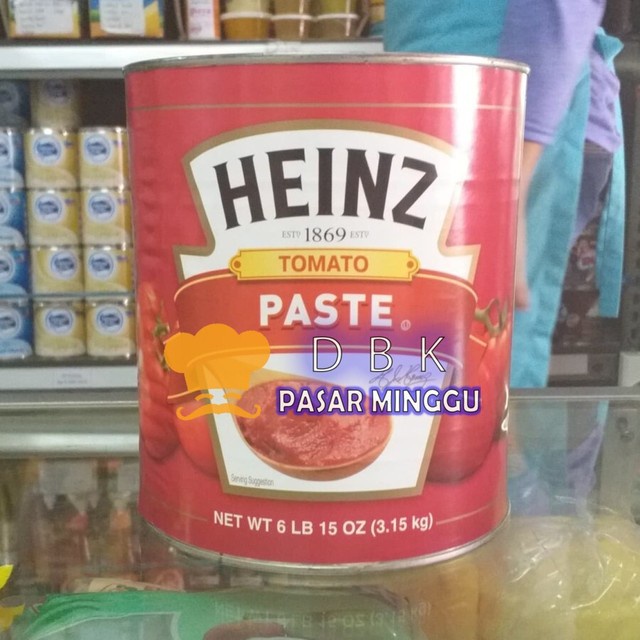 HEINZ
ESTD 1869 ESTD
TOMATO
PASTE
D B K
PASAR MINGGU
Serving Suggestion
NET WT 6 LB 15 OZ (3.15 kg)